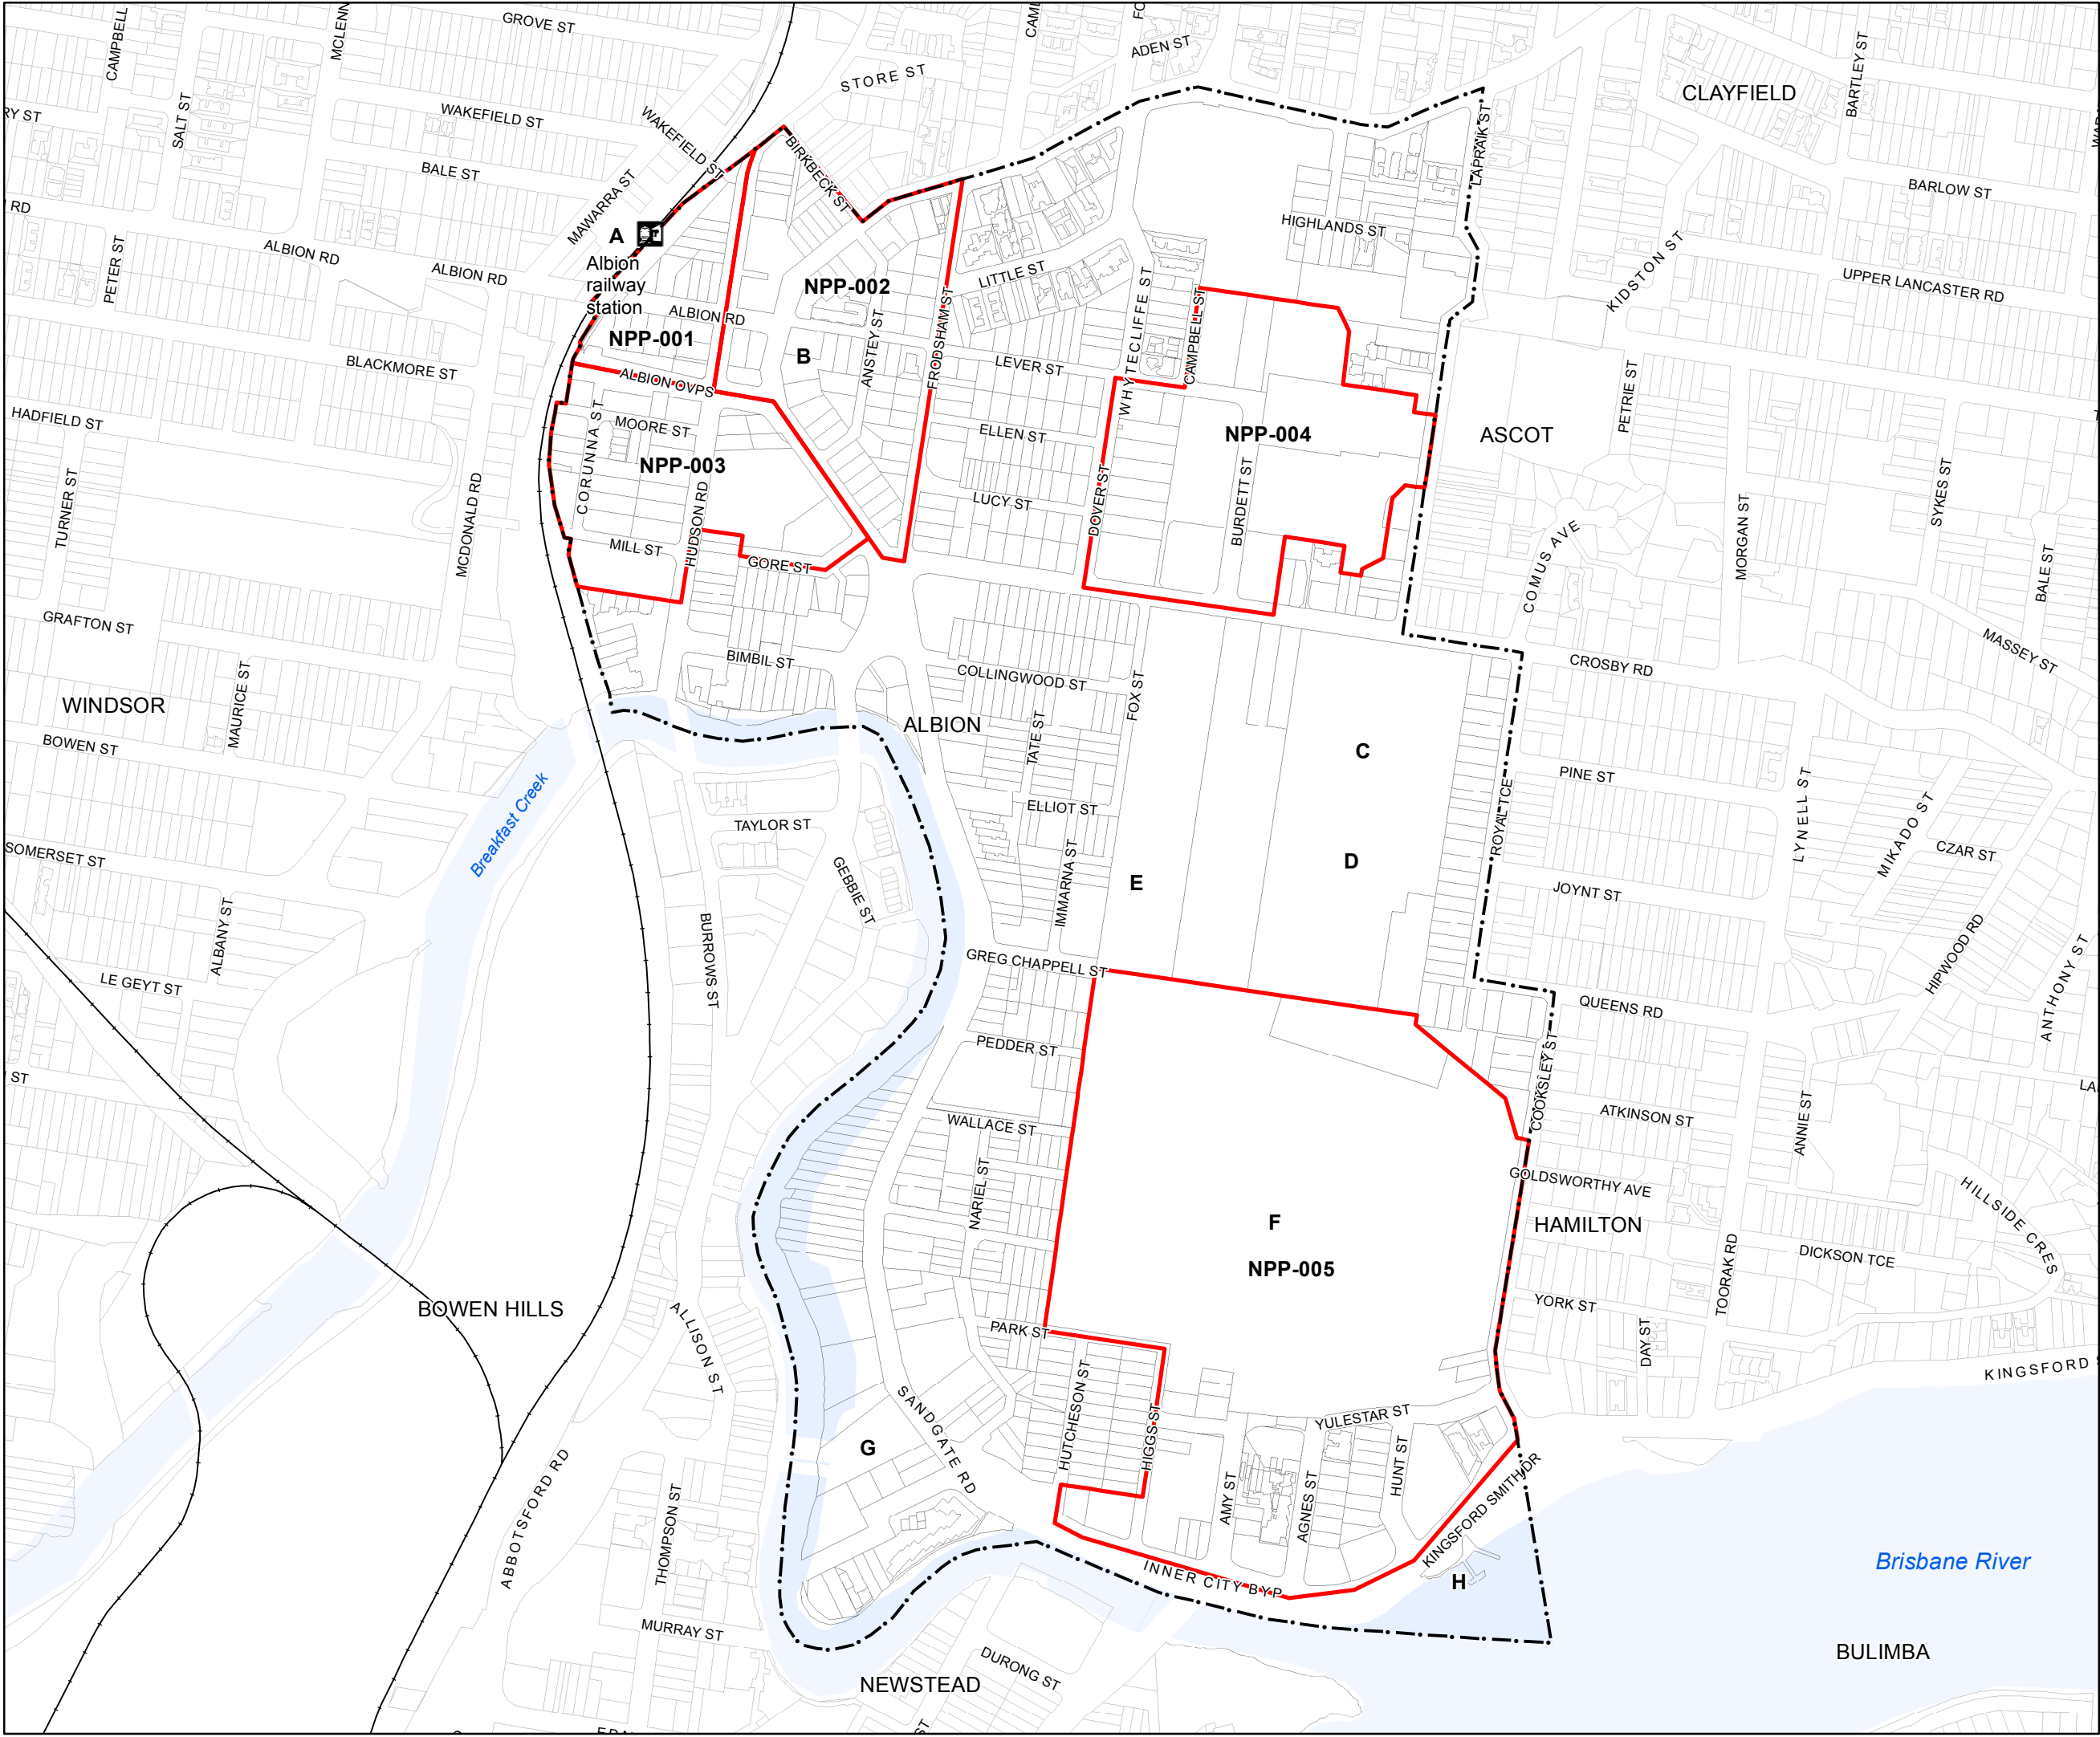 GROVE ST
CAMPBELL
MCLENN
STORE ST
ADEN ST
CLAYFIELD
BARTLEY ST
SALT ST
RY ST
WAKEFIELD ST
WAKEFIELD ST
BALE ST
BIRKBECK ST
LAPRAIK ST
MAWARRA ST
BARLOW ST
RD
A
HIGHLANDS ST
PETER ST
ALBION RD
ALBION RD
Albion
railway
station
LITTLE ST
NPP-002
KIDSTON ST
UPPER LANCASTER RD
ALBION RD
NPP-001
ANSTEY ST
FRODSHAM ST
WHYTECLIFFE ST
CAMPBELL ST
BLACKMORE ST
B
LEVER ST
ALBION OVPS
PETRIE ST
HADFIELD ST
CORUNNA ST
MOORE ST
ELLEN ST
NPP-004
ASCOT
NPP-003
TURNER ST
MCDONALD RD
HUDSON RD
LUCY ST
DOVER ST
BURDETT ST
SYKES ST
MORGAN ST
COMUS AVE
MILL ST
GORE ST
BALE ST
GRAFTON ST
BIMBIL ST
COLLINGWOOD ST
CROSBY RD
MASSEY ST
WINDSOR
MAURICE ST
FOX ST
ALBION
TATE ST
BOWEN ST
C
PINE ST
Breakfast Creek
ROYAL TCE
LYNELL ST
MIKADO ST
ELLIOT ST
TAYLOR ST
CZAR ST
SOMERSET ST
D
GEBBIE ST
IMMARNA ST
E
JOYNT ST
ALBANY ST
BURROWS ST
HIPWOOD RD
ANTHONY ST
GREG CHAPPELL ST
LE GEYT ST
QUEENS RD
PEDDER ST
COOKSLEY ST
ST
LA
WALLACE ST
ATKINSON ST
ANNIE ST
NARIEL ST
GOLDSWORTHY AVE
HILLSIDE CRES
F
HAMILTON
NPP-005
TOORAK RD
DICKSON TCE
BOWEN HILLS
YORK ST
ALLISON ST
PARK ST
DAY ST
KINGSFORD
HUTCHESON ST
SANDGATE RD
YULESTAR ST
HIGGS ST
G
HUNT ST
AMY ST
AGNES ST
KINGSFORD SMITH DR
ABBOTSFORD RD
THOMPSON ST
INNER CITY BYP
H
Brisbane River
MURRAY ST
DURONG ST
NEWSTEAD
BULIMBA
ST